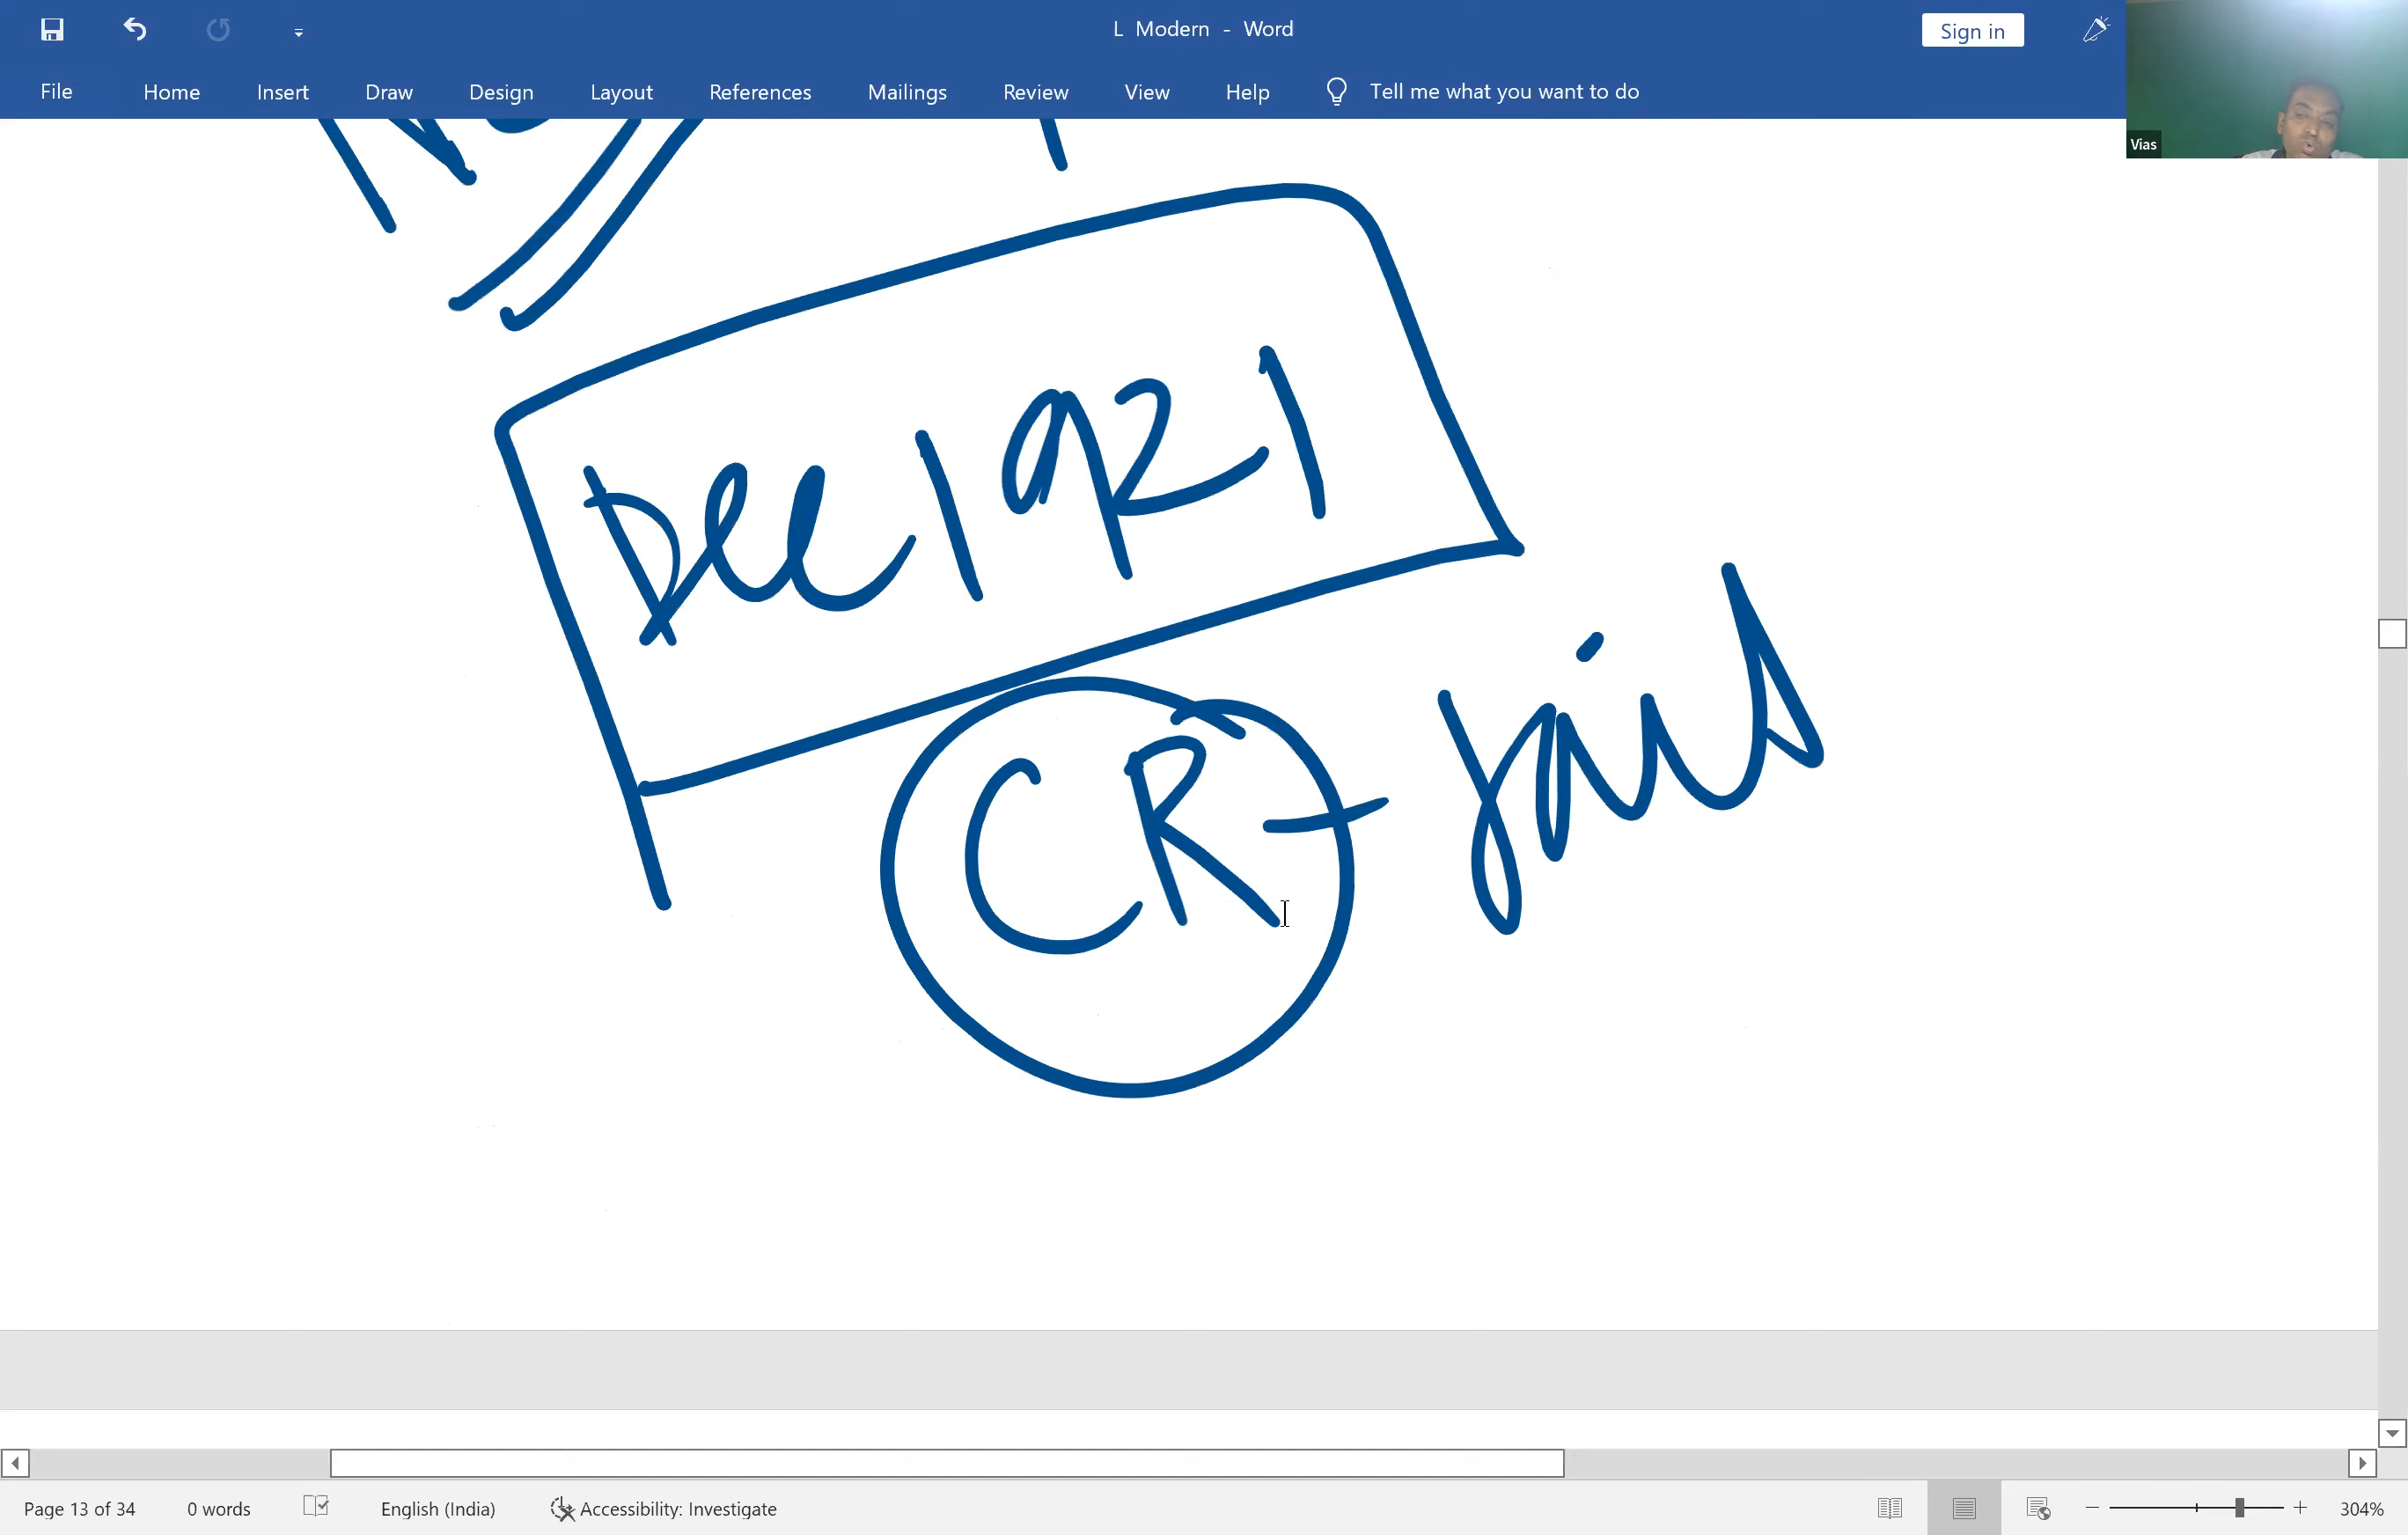 L Modern - Word
Sign in
File Home Insert Draw Design Layout References Mailings Review View Help Tell me what you want to do
Vias
Dec 1921
CR - jail
Page 13 of 34 0 words English (India) Accessibility: Investigate 304%